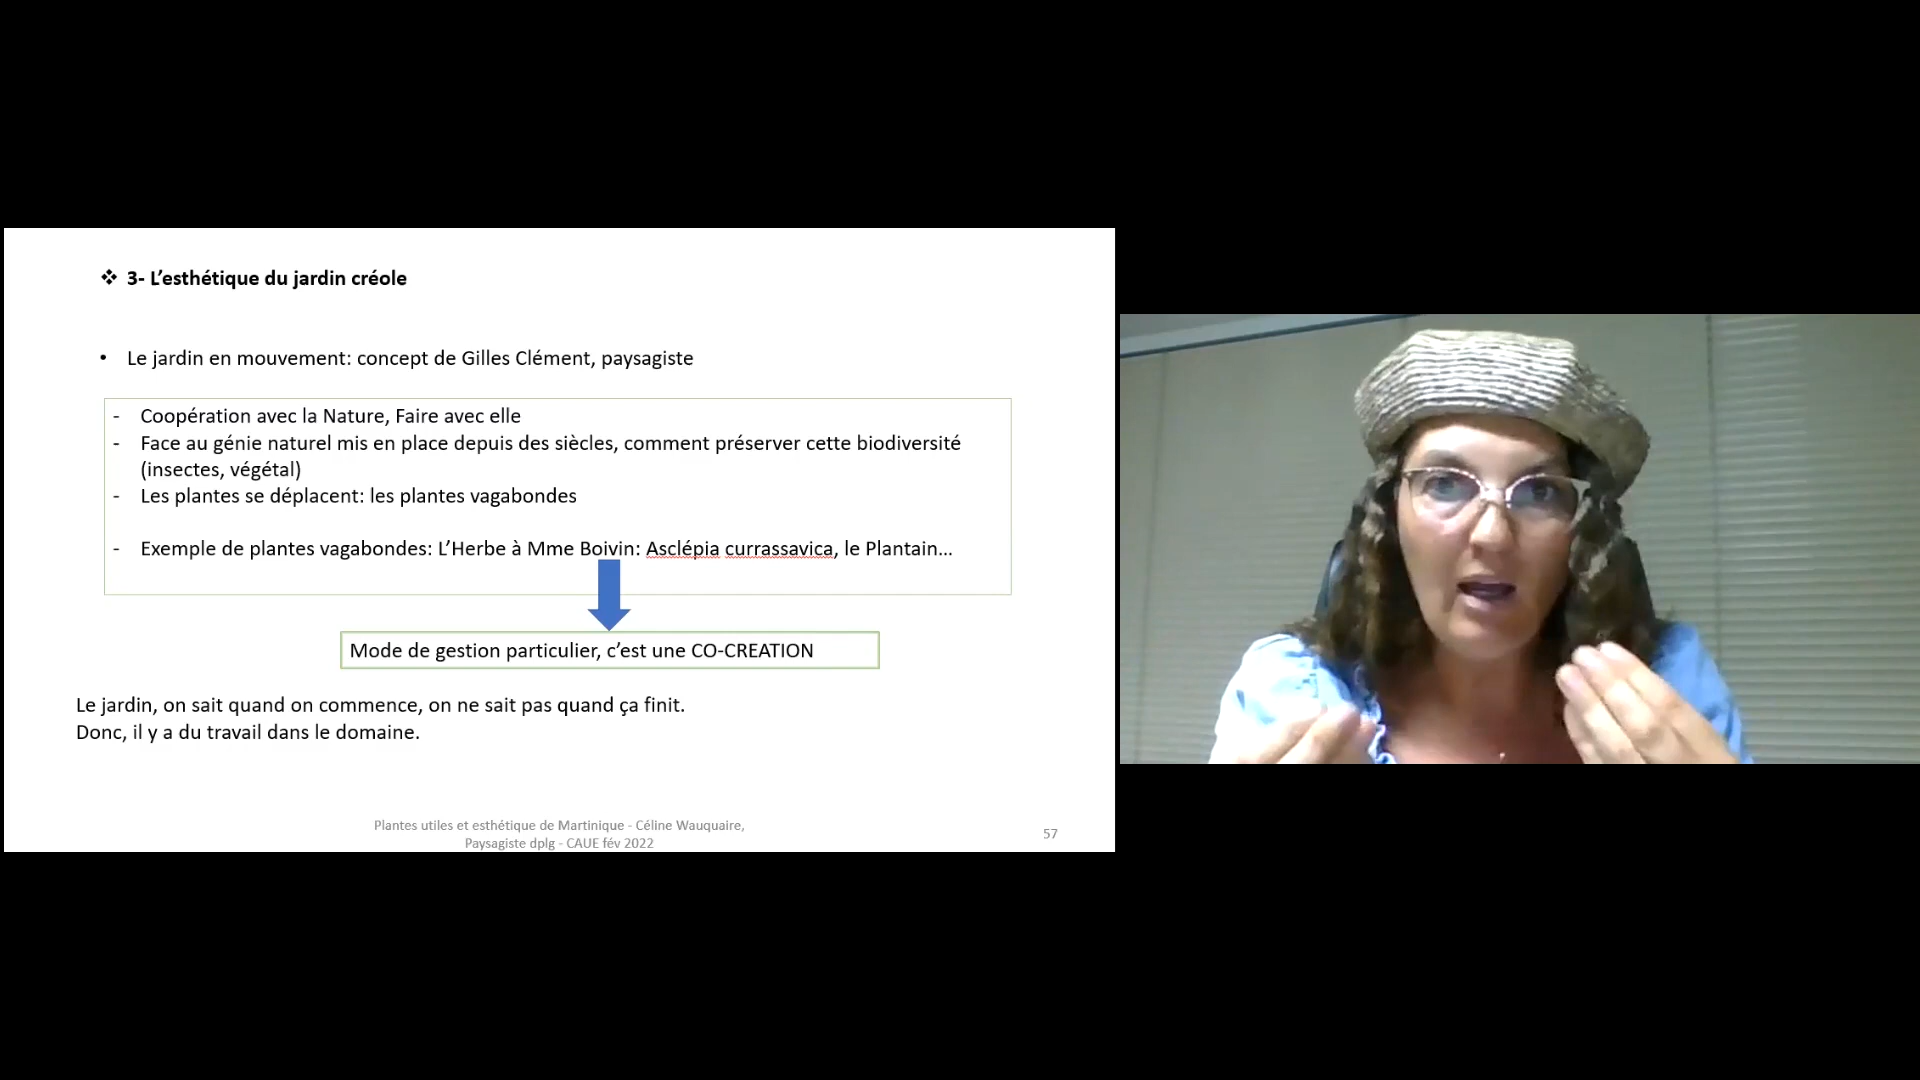 ❖ 3- L’esthétique du jardin créole
• Le jardin en mouvement: concept de Gilles Clément, paysagiste
- Coopération avec la Nature, Faire avec elle
- Face au génie naturel mis en place depuis des siècles, comment préserver cette biodiversité
(insectes, végétal)
- Les plantes se déplacent: les plantes vagabondes
- Exemple de plantes vagabondes: L’Herbe à Mme Boivin: Asclépia currassavica, le Plantain…
Mode de gestion particulier, c’est une CO-CREATION
Le jardin, on sait quand on commence, on ne sait pas quand ça finit.
Donc, il y a du travail dans le domaine.
Plantes utiles et esthétique de Martinique - Céline Wauquaire,
Paysagiste dplg - CAUE fév 2022
57